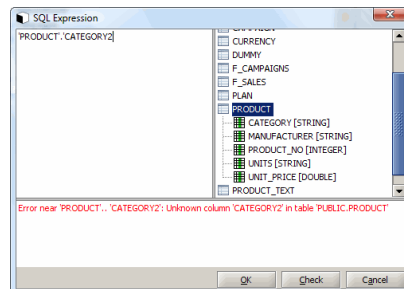 SQL Expression
'PRODUCT'.'CATEGORY2
CURRENCY
DUMMY
F_CAMPAIGNS
F_SALES
PLAN
PRODUCT
CATEGORY [STRING]
MANUFACTURER [STRING]
PRODUCT_NO [INTEGER]
UNITS [STRING]
UNIT_PRICE [DOUBLE]
PRODUCT_TEXT
Error near 'PRODUCT'.. 'CATEGORY2': Unknown column 'CATEGORY2' in table 'PUBLIC.PRODUCT'
OK Check Cancel